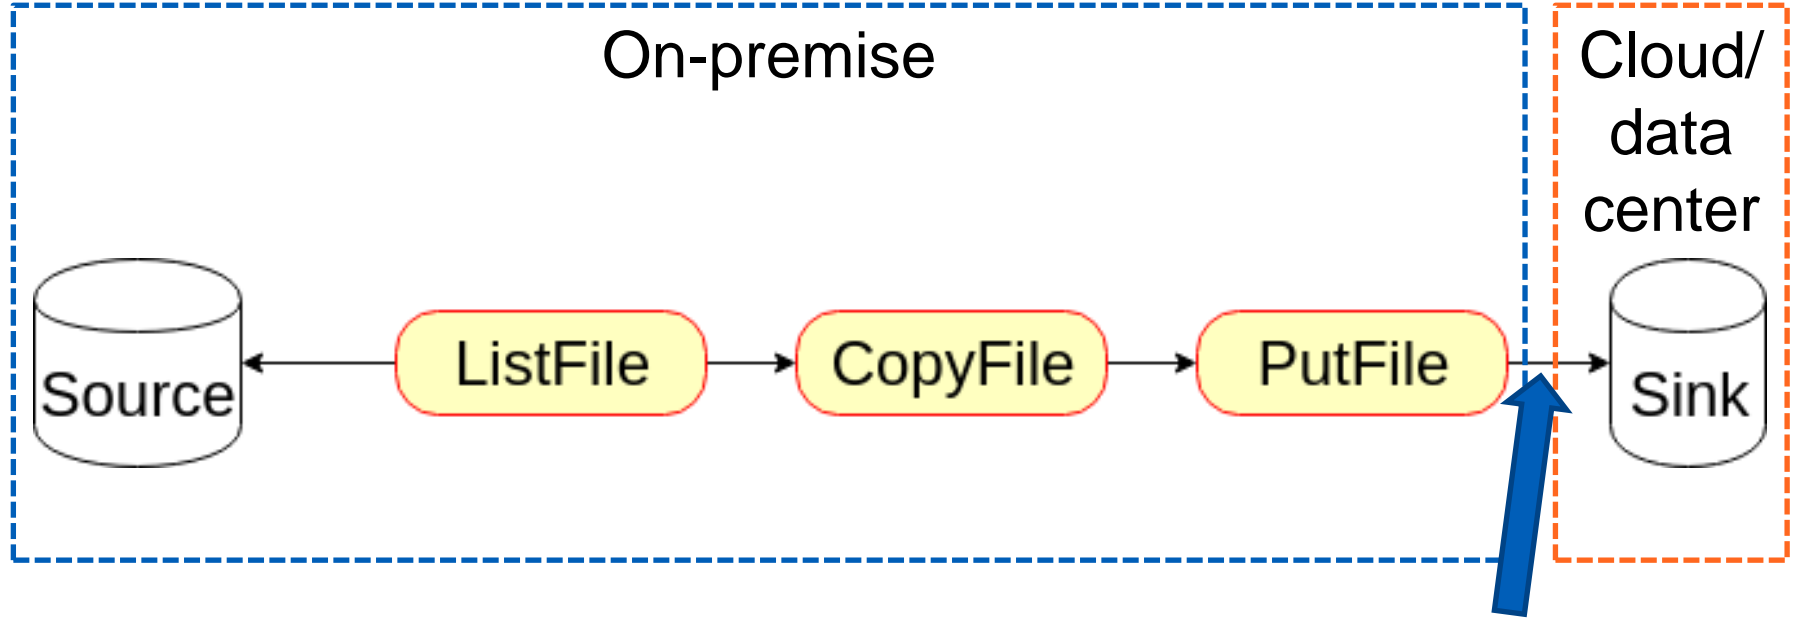 On-premise
Cloud/
data
center
Source
ListFile
CopyFile
PutFile
Sink